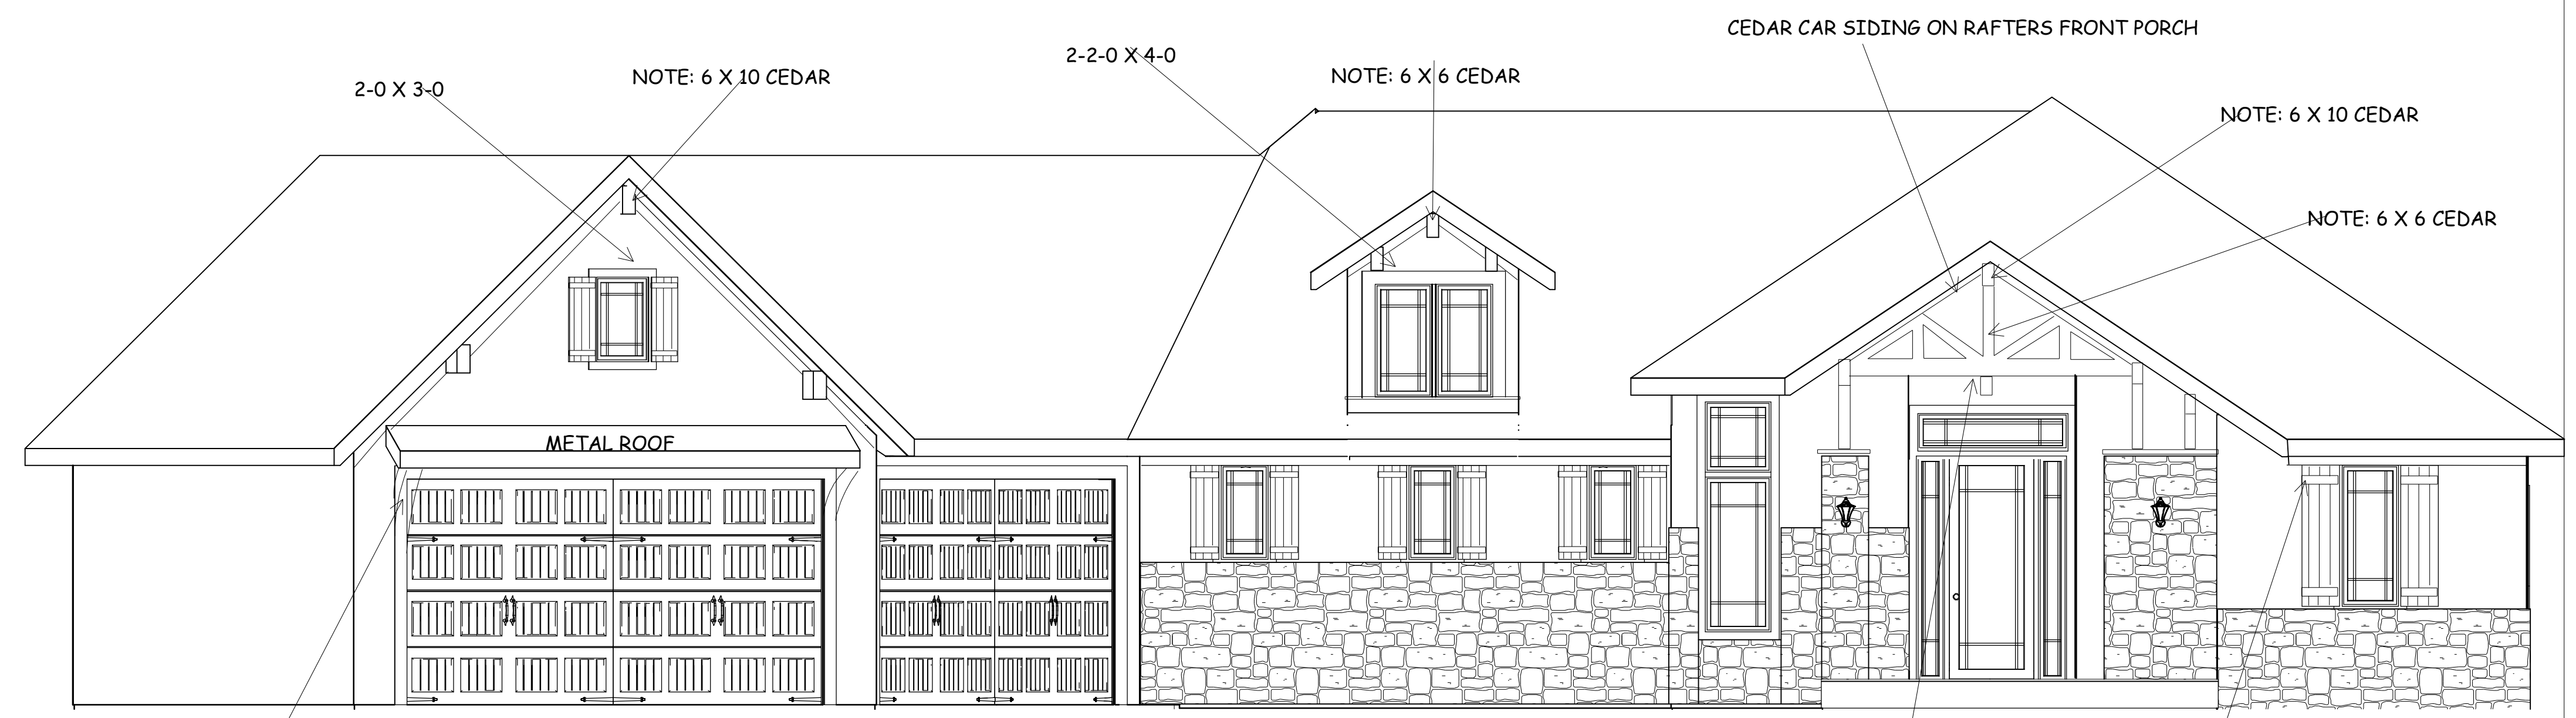 CEDAR CAR SIDING ON RAFTERS FRONT PORCH
2-2-0 X 4-0
NOTE: 6 X 10 CEDAR
NOTE: 6 X 6 CEDAR
2-0 X 3-0
NOTE: 6 X 10 CEDAR
NOTE: 6 X 6 CEDAR
METAL ROOF